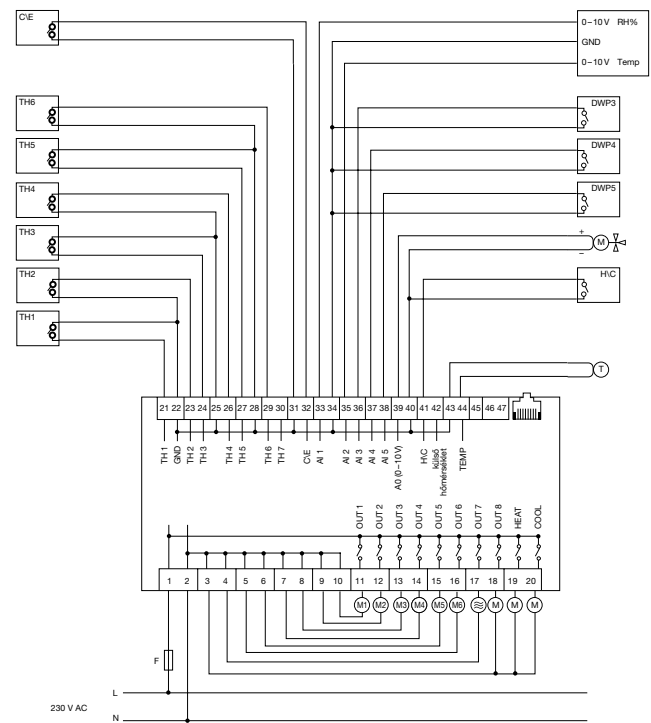 C\E
0–10 V RH%
GND
0–10 V Temp
TH6
DWP3
TH5
DWP4
TH4
DWP5
TH3
+
M
–
TH2
H\C
TH1
T
21 22 23 24 25 26 27 28 29 30 31 32 33 34 35 36 37 38 39 40 41 42 43 44 45 46 47
TH 1
GND
TH 2
TH 3
TH 4
TH 5
TH 6
TH 7
C\E
AI 1
AI 2
AI 3
AI 4
AI 5
A0 (0–10V)
H\C
külső
hőmérséklet
TEMP
OUT 1
OUT 2
OUT 3
OUT 4
OUT 5
OUT 6
OUT 7
OUT 8
HEAT
COOL
1 2 3 4 5 6 7 8 9 10 11 12 13 14 15 16 17 18 19 20
M1 M2 M3 M4 M5 M6 M M M
F
L
230 V AC
N